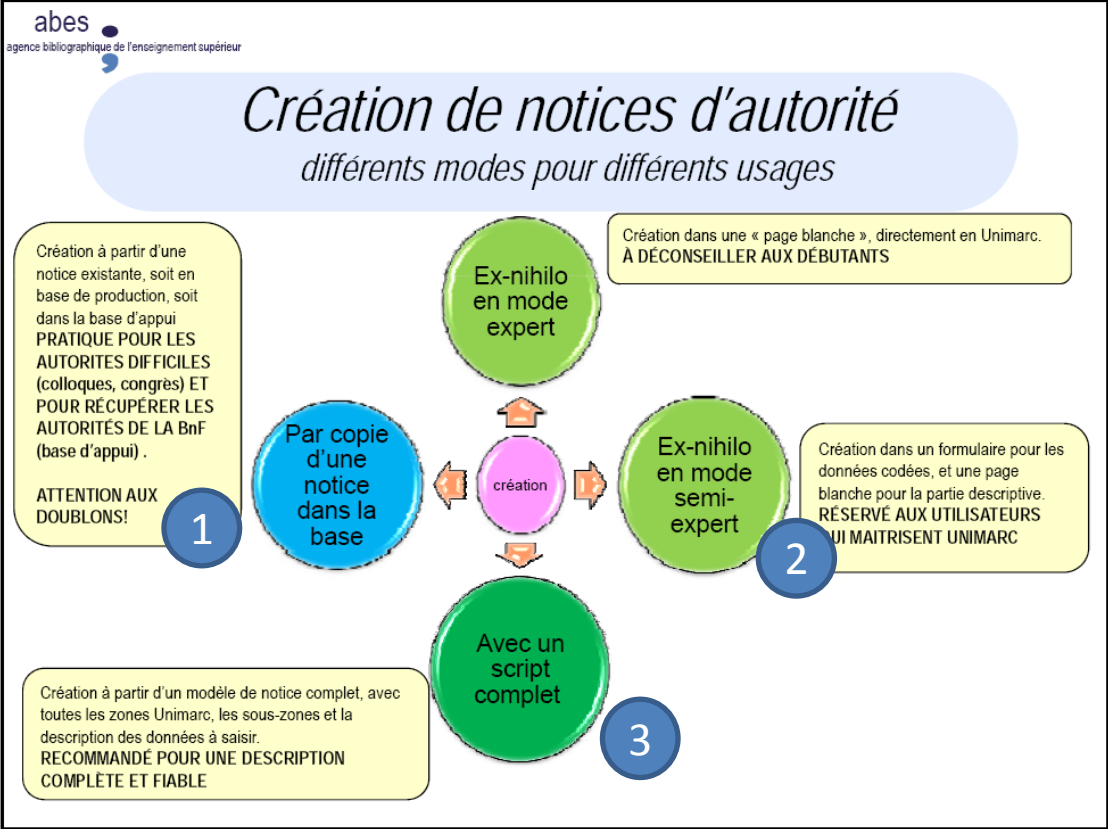 abes
agence bibliographique de l'enseignement supérieur
Création de notices d'autorité
différents modes pour différents usages
Création à partir d'une
notice existante, soit en
base de production, soit
dans la base d'appui
PRATIQUE POUR LES
AUTORITES DIFFICILES
(colloques, congrès) ET
POUR RÉCUPÉRER LES
AUTORITÉS DE LA BnF
(base d'appui) .
ATTENTION AUX
DOUBLONS!
1
Ex-nihilo
en mode
expert
Création dans une « page blanche », directement en Unimarc.
À DÉCONSEILLER AUX DÉBUTANTS
Par copie
d'une
notice
dans la
base
création
Ex-nihilo
en mode
semi-
expert
Création dans un formulaire pour les
données codées, et une page
blanche pour la partie descriptive.
RÉSERVÉ AUX UTILISATEURS
UI MAITRISENT UNIMARC
2
Avec un
script
complet
3
Création à partir d'un modèle de notice complet, avec
toutes les zones Unimarc, les sous-zones et la
description des données à saisir.
RECOMMANDÉ POUR UNE DESCRIPTION
COMPLÈTE ET FIABLE